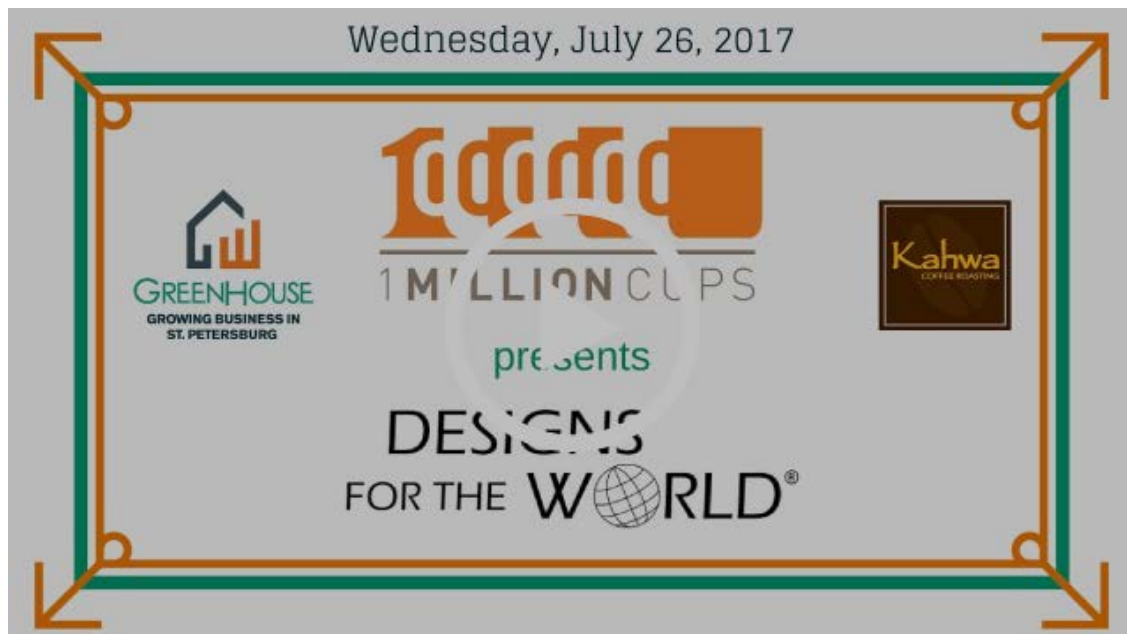 Wednesday, July 26, 2017
1 MILLION CUPS
GREENHOUSE
GROWING BUSINESS IN
ST. PETERSBURG
Kahwa
COFFEE ROASTING
presents
DESIGNS
FOR THE WORLD®